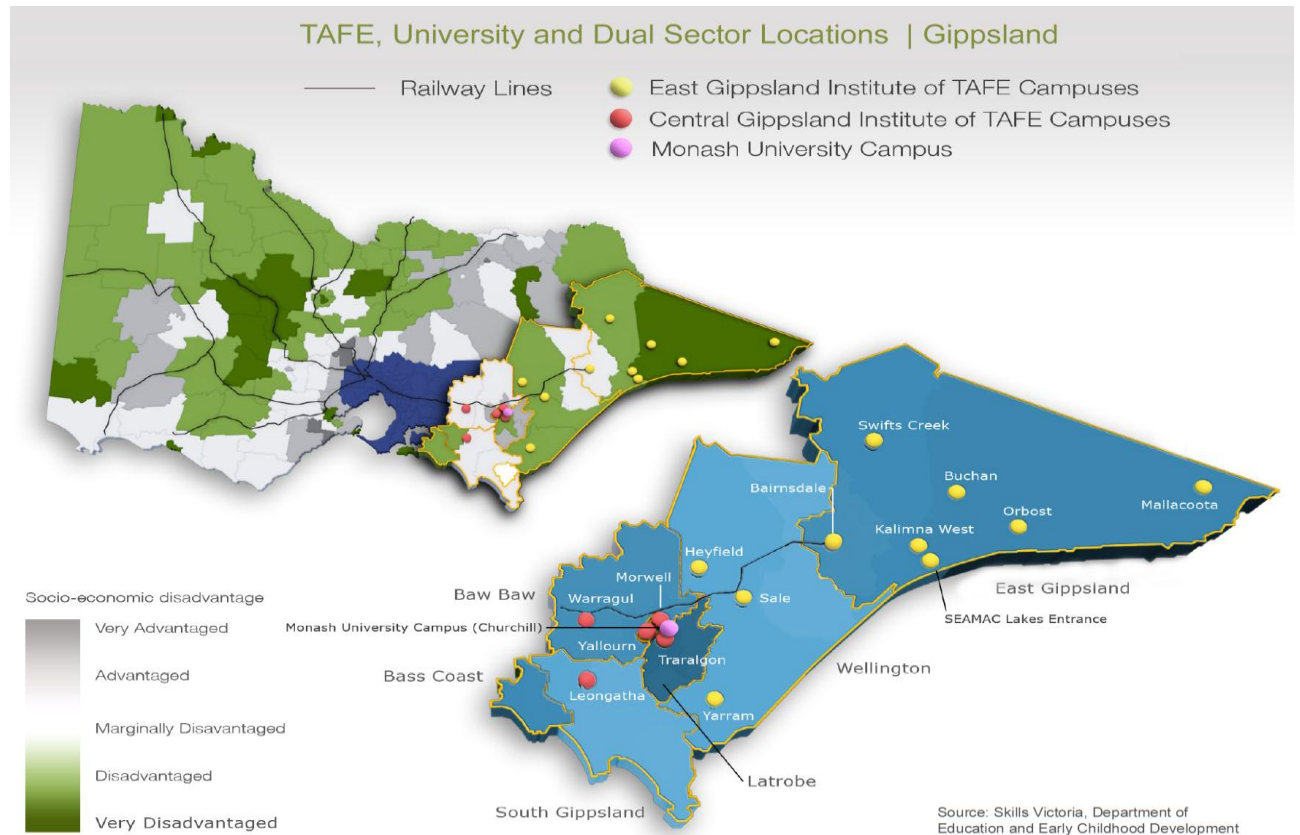 TAFE, University and Dual Sector Locations | Gippsland
Railway Lines
East Gippsland Institute of TAFE Campuses
Central Gippsland Institute of TAFE Campuses
Monash University Campus
Swifts Creek
Buchan
Bairnsdale
Mallacoota
Orbost
Kalimna West
Heyfield
East Gippsland
Morwell
Baw Baw
Warragul
Sale
SEAMAC Lakes Entrance
Monash University Campus (Churchill)
Yallourn
Traralgon
Wellington
Bass Coast
Leongatha
Yarram
Latrobe
South Gippsland
Socio-economic disadvantage
Very Advantaged
Advantaged
Marginally Disavantaged
Disadvantaged
Very Disadvantaged
Source: Skills Victoria, Department of
Education and Early Childhood Development